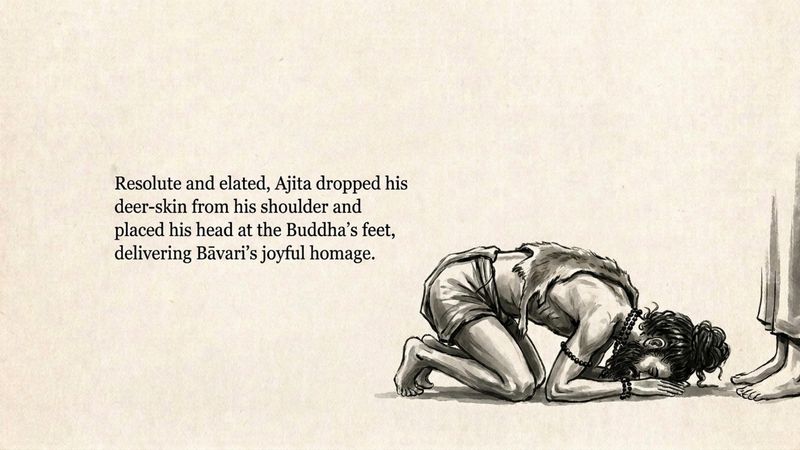 Resolute and elated, Ajita dropped his
deer-skin from his shoulder and
placed his head at the Buddha’s feet,
delivering Bāvari’s joyful homage.